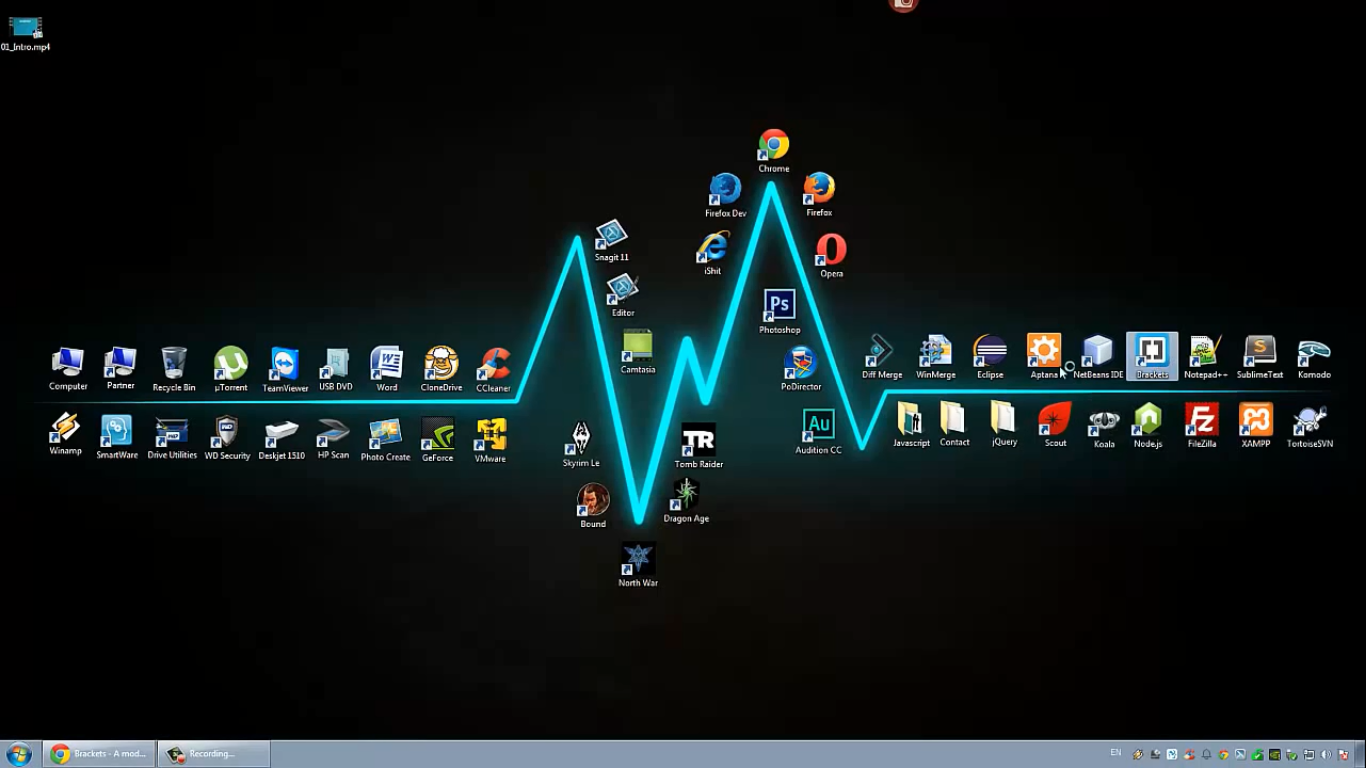 01_Intro.mp4
Chrome
Firefox Dev
Firefox
Snagit 11
iShit
Opera
Editor
Ps
Photoshop
Camtasia
Computer
Partner
Recycle Bin
µTorrent
TeamViewer
USB DVD
Word
CloneDrive
CCleaner
PoDirector
Diff Merge
WinMerge
Eclipse
Aptana
NetBeans IDE
Brackets
Notepad++
SublimeText
Komodo
Winamp
SmartWare
Drive Utilities
WD Security
Deskjet 1510
HP Scan
Photo Create
GeForce
VMware
Skyrim Le
TR
Tomb Raider
Au
Audition CC
Javascript
Contact
jQuery
Scout
Koala
Node.js
FileZilla
XAMPP
TortoiseSVN
Bound
Dragon Age
North War
Brackets - A mod...
Recording...
EN